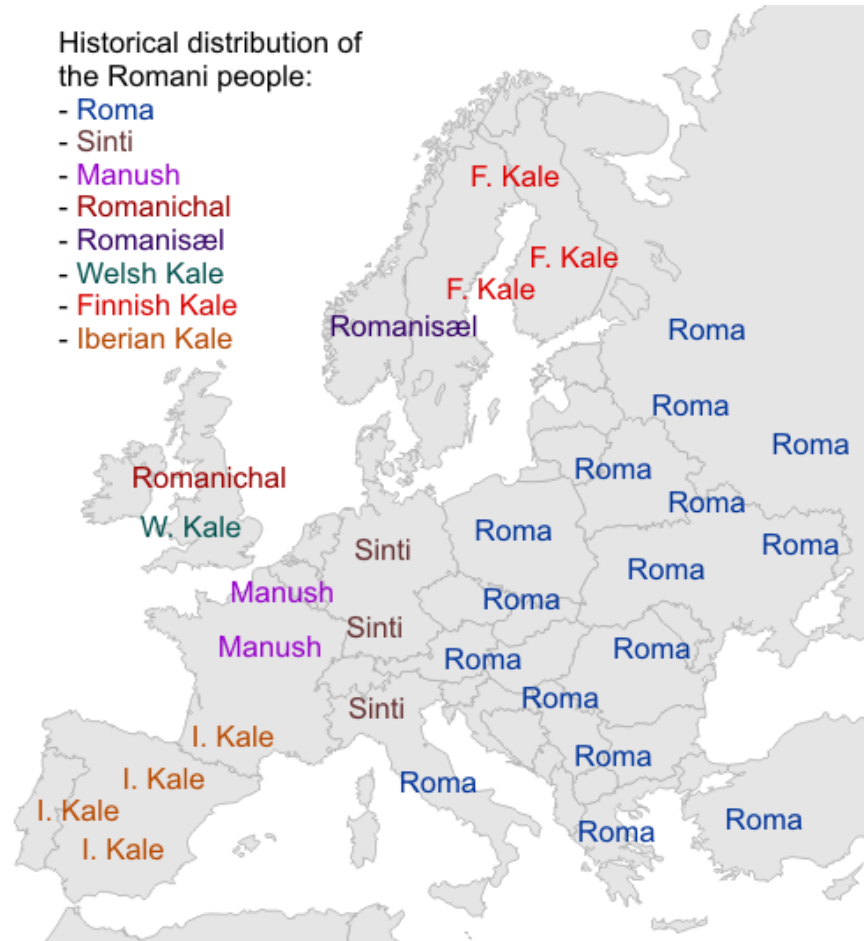 Historical distribution of
the Romani people:
- Roma
- Sinti
- Manush
- Romanichal
- Romanisæl
- Welsh Kale
- Finnish Kale
- Iberian Kale
F. Kale
F. Kale
F. Kale
Romanisæl
Roma
Roma
Roma
Romanichal
Roma
Roma
W. Kale
Roma
Roma
Sinti
Roma
Manush
Roma
Sinti
Manush
Roma
Roma
Roma
Sinti
I. Kale
Roma
I. Kale
Roma
I. Kale
Roma
Roma
I. Kale